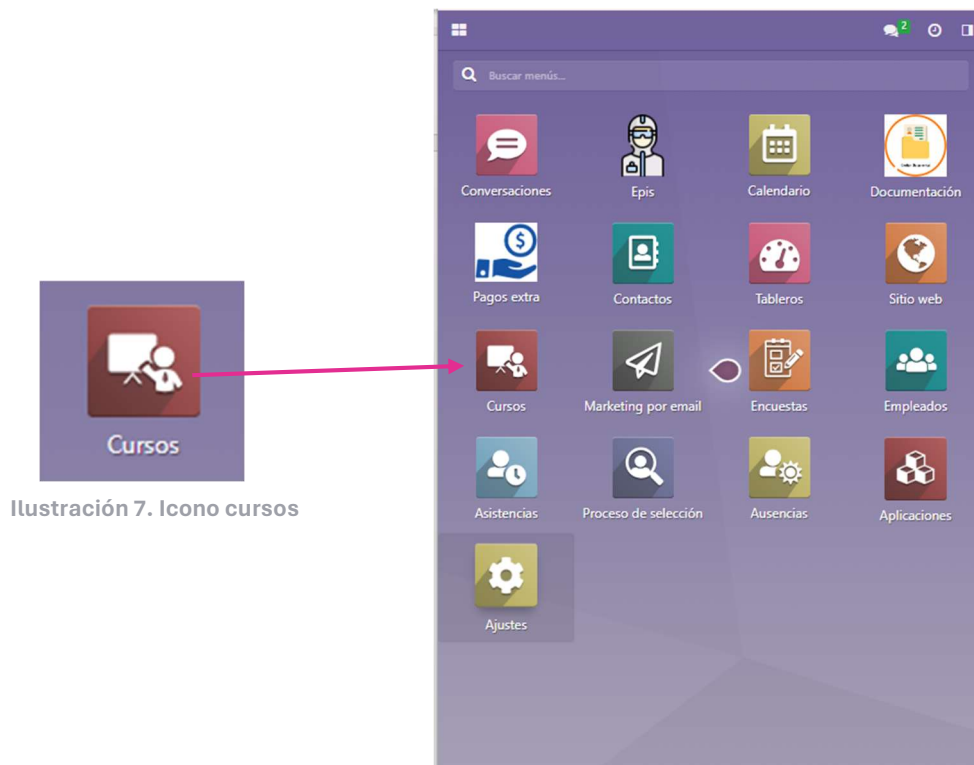 2
Buscar menús...
Conversaciones
Epis
Calendario
Documentación
Pagos extra
Contactos
Tableros
Sitio web
Cursos
Marketing por email
Encuestas
Empleados
Asistencias
Proceso de selección
Ausencias
Aplicaciones
Ajustes
Cursos
Ilustración 7. Icono cursos